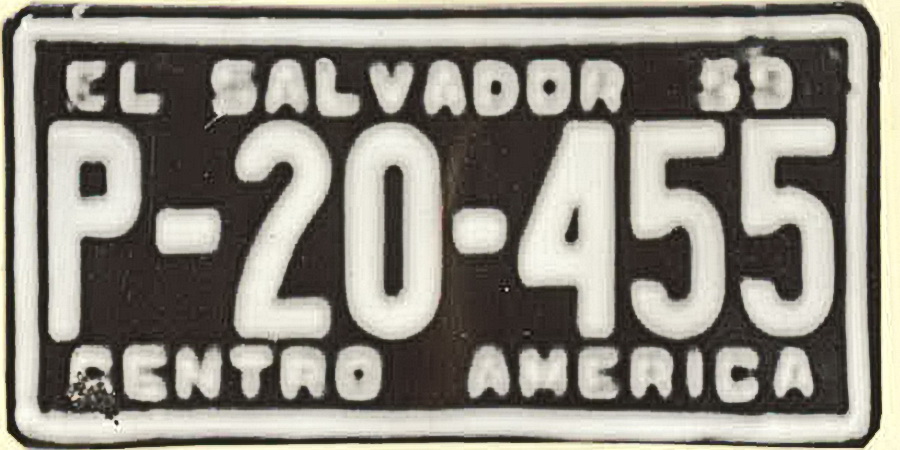 EL SALVADOR 59
P-20-455
CENTRO AMERICA